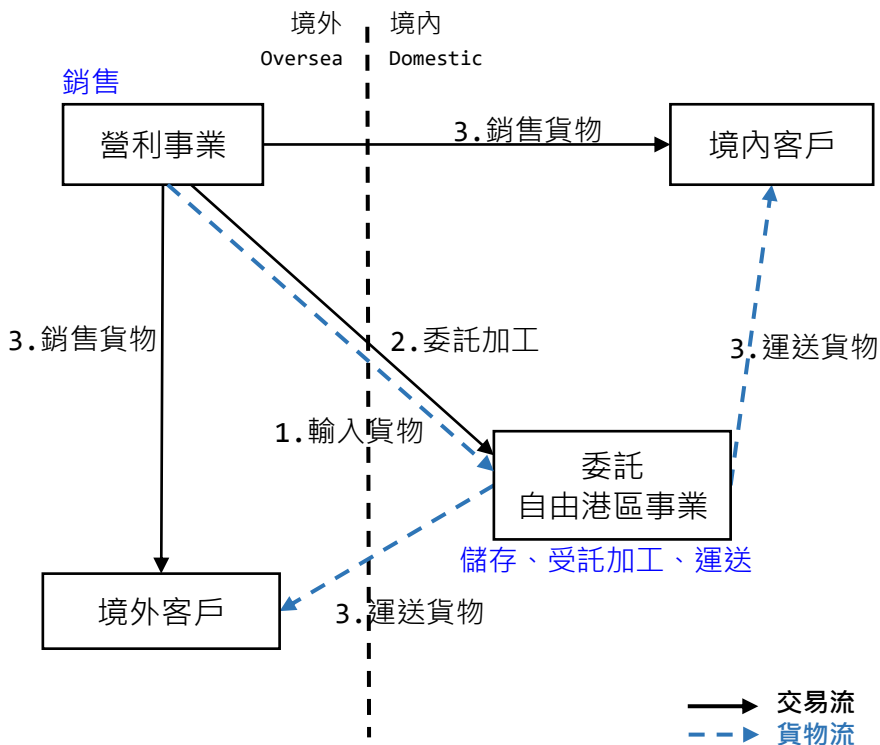 境外 境內
Oversea Domestic
銷售
營利事業
3.銷售貨物
境內客戶
3.銷售貨物
2.委託加工
3.運送貨物
1.輸入貨物
委託
自由港區事業
儲存、受託加工、運送
境外客戶
3.運送貨物
交易流
貨物流